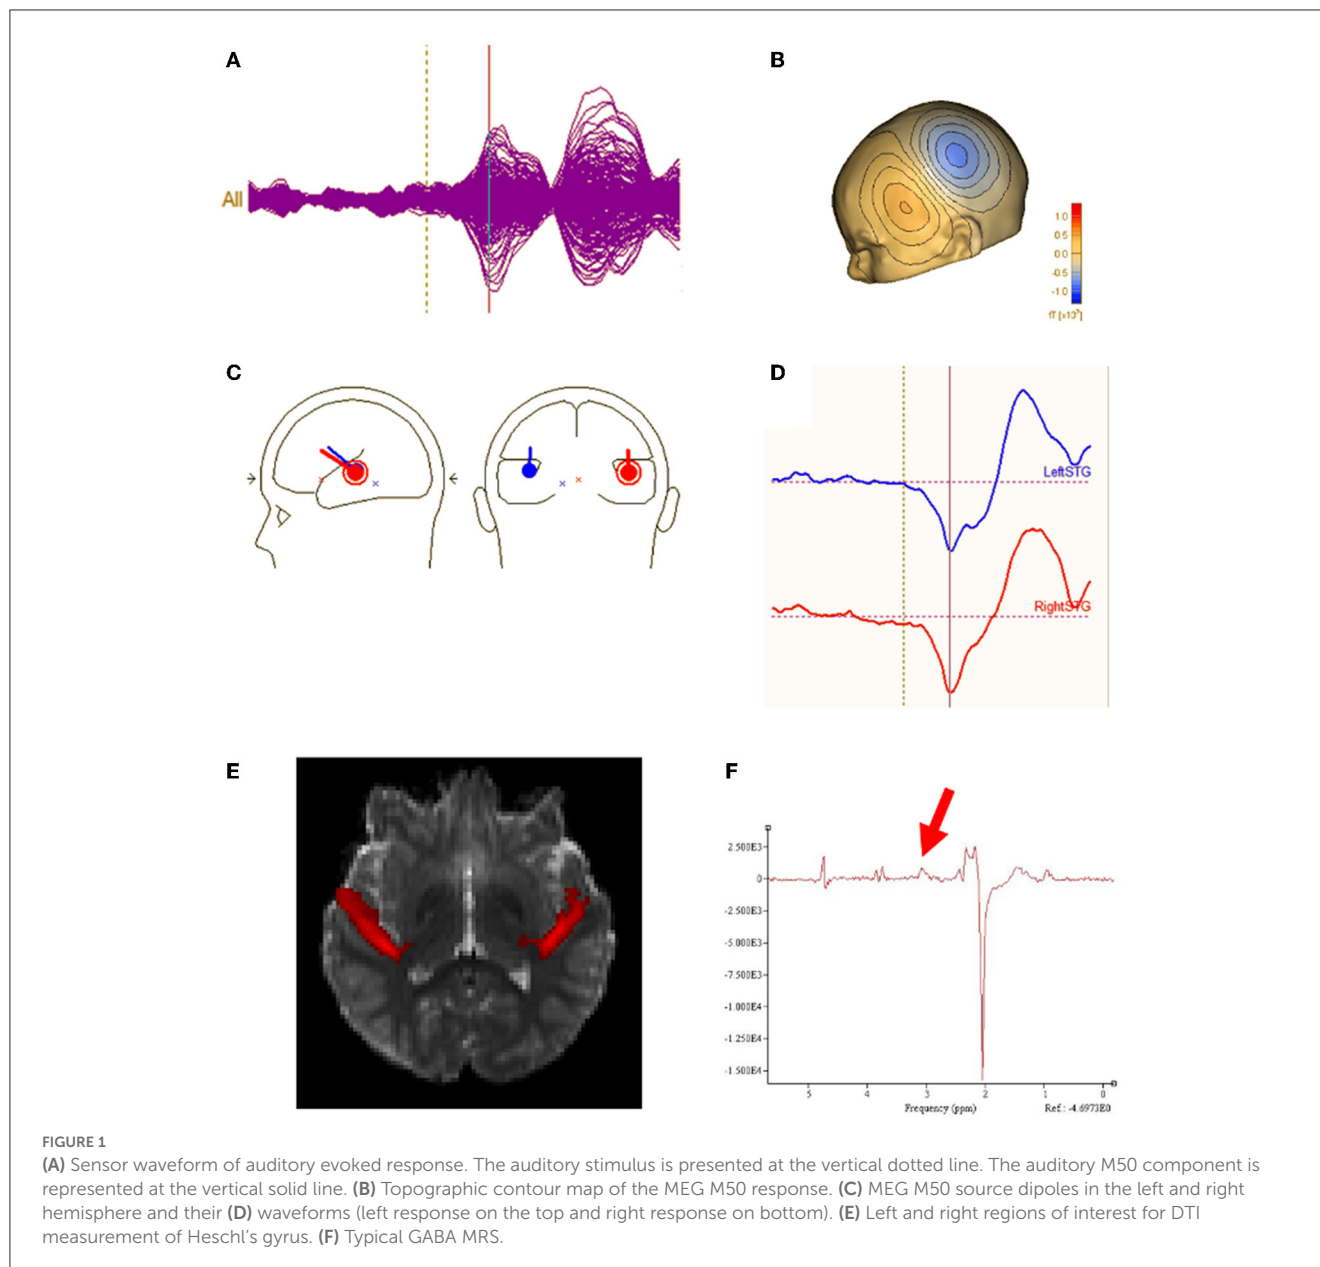 A
All
B
1.0
0.5
-0.0
-0.5
-1.0
fT [x10³]
C
D
LeftSTG
RightSTG
E
F
2.500E3
0
-2.500E3
-5.000E3
-7.500E3
-1.000E4
-1.250E4
-1.500E4
5 4 3 2 1 0
Frequency (ppm) Ref.: -4.6973E0
FIGURE 1
(A) Sensor waveform of auditory evoked response. The auditory stimulus is presented at the vertical dotted line. The auditory M50 component is
represented at the vertical solid line. (B) Topographic contour map of the MEG M50 response. (C) MEG M50 source dipoles in the left and right
hemisphere and their (D) waveforms (left response on the top and right response on bottom). (E) Left and right regions of interest for DTI
measurement of Heschl's gyrus. (F) Typical GABA MRS.